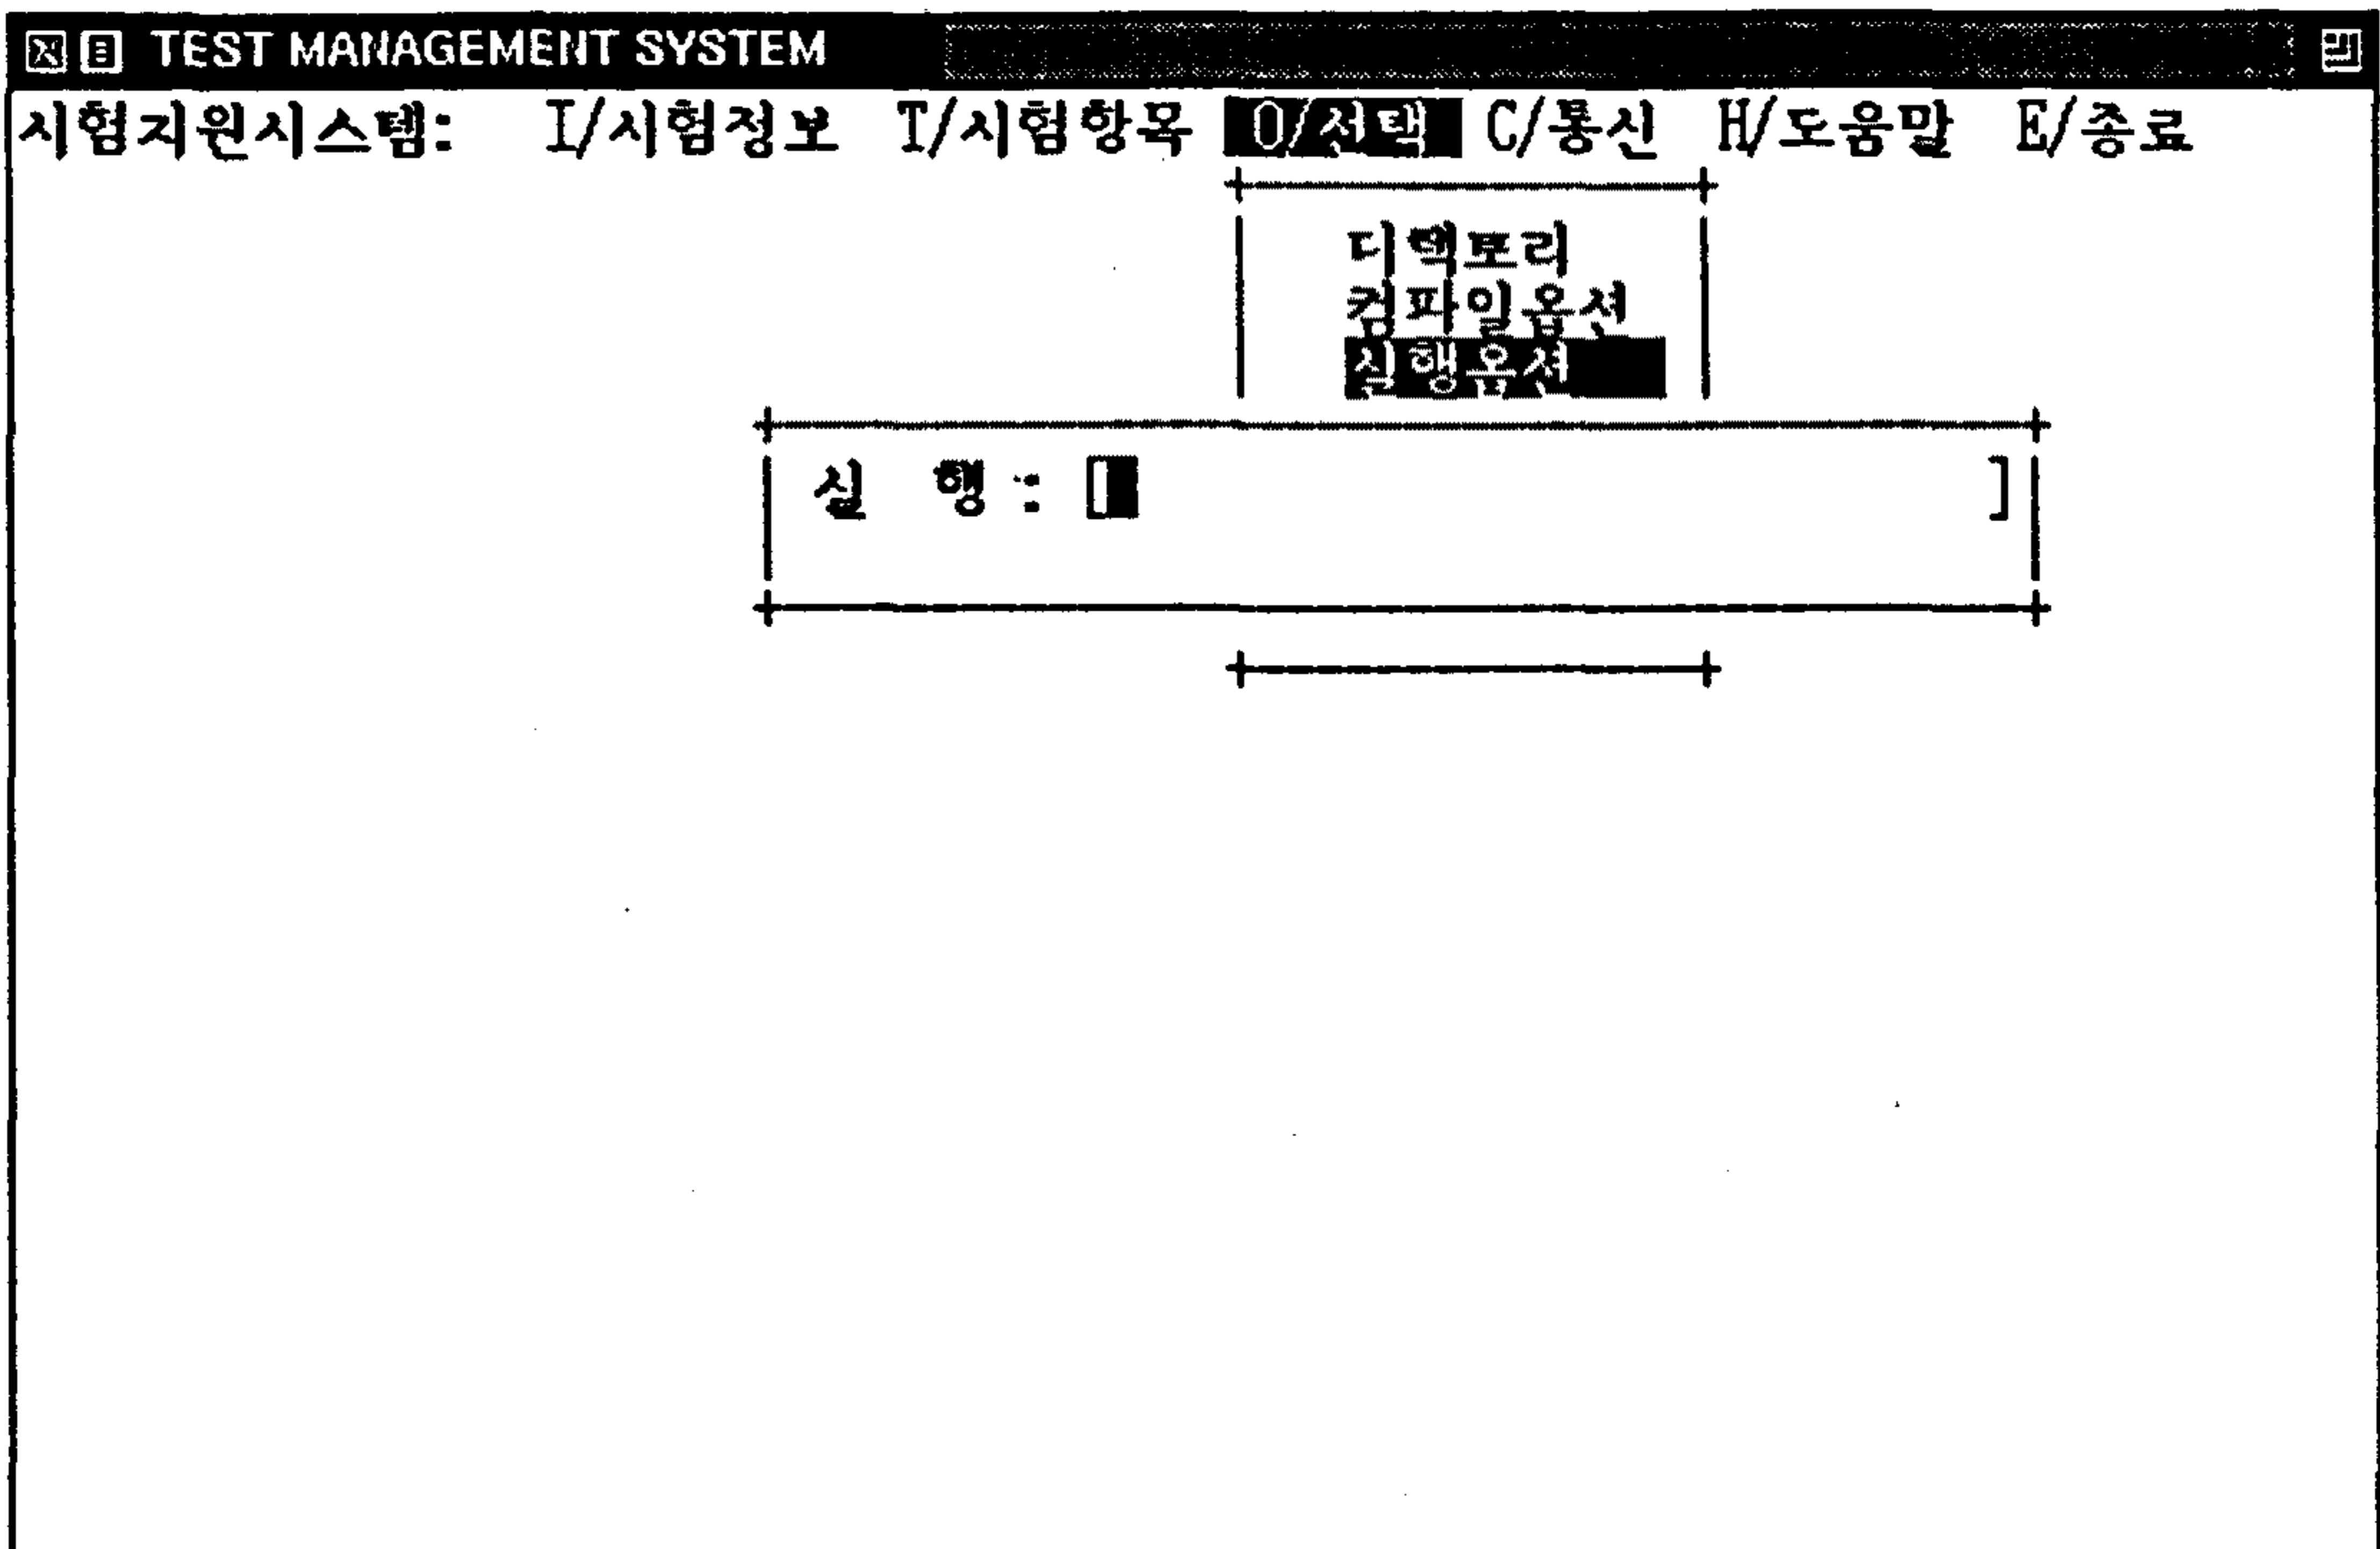 TEST MANAGEMENT SYSTEM
시험지원시스템: I/시험정보 T/시험항목 O/선택 C/통신 H/도움말 E/종료
디렉토리
컴파일옵션
실행옵션
실 행 : [ ]